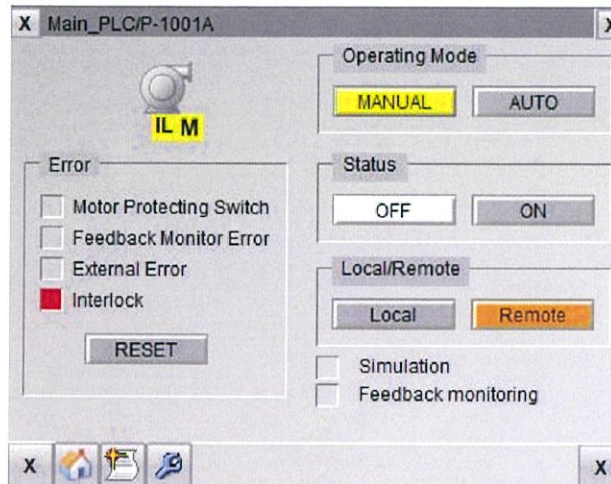 X Main_PLC/P-1001A X
IL M
Operating Mode
MANUAL AUTO
Error
Motor Protecting Switch
Feedback Monitor Error
External Error
Interlock
RESET
Status
OFF ON
Local/Remote
Local Remote
Simulation
Feedback monitoring
X X